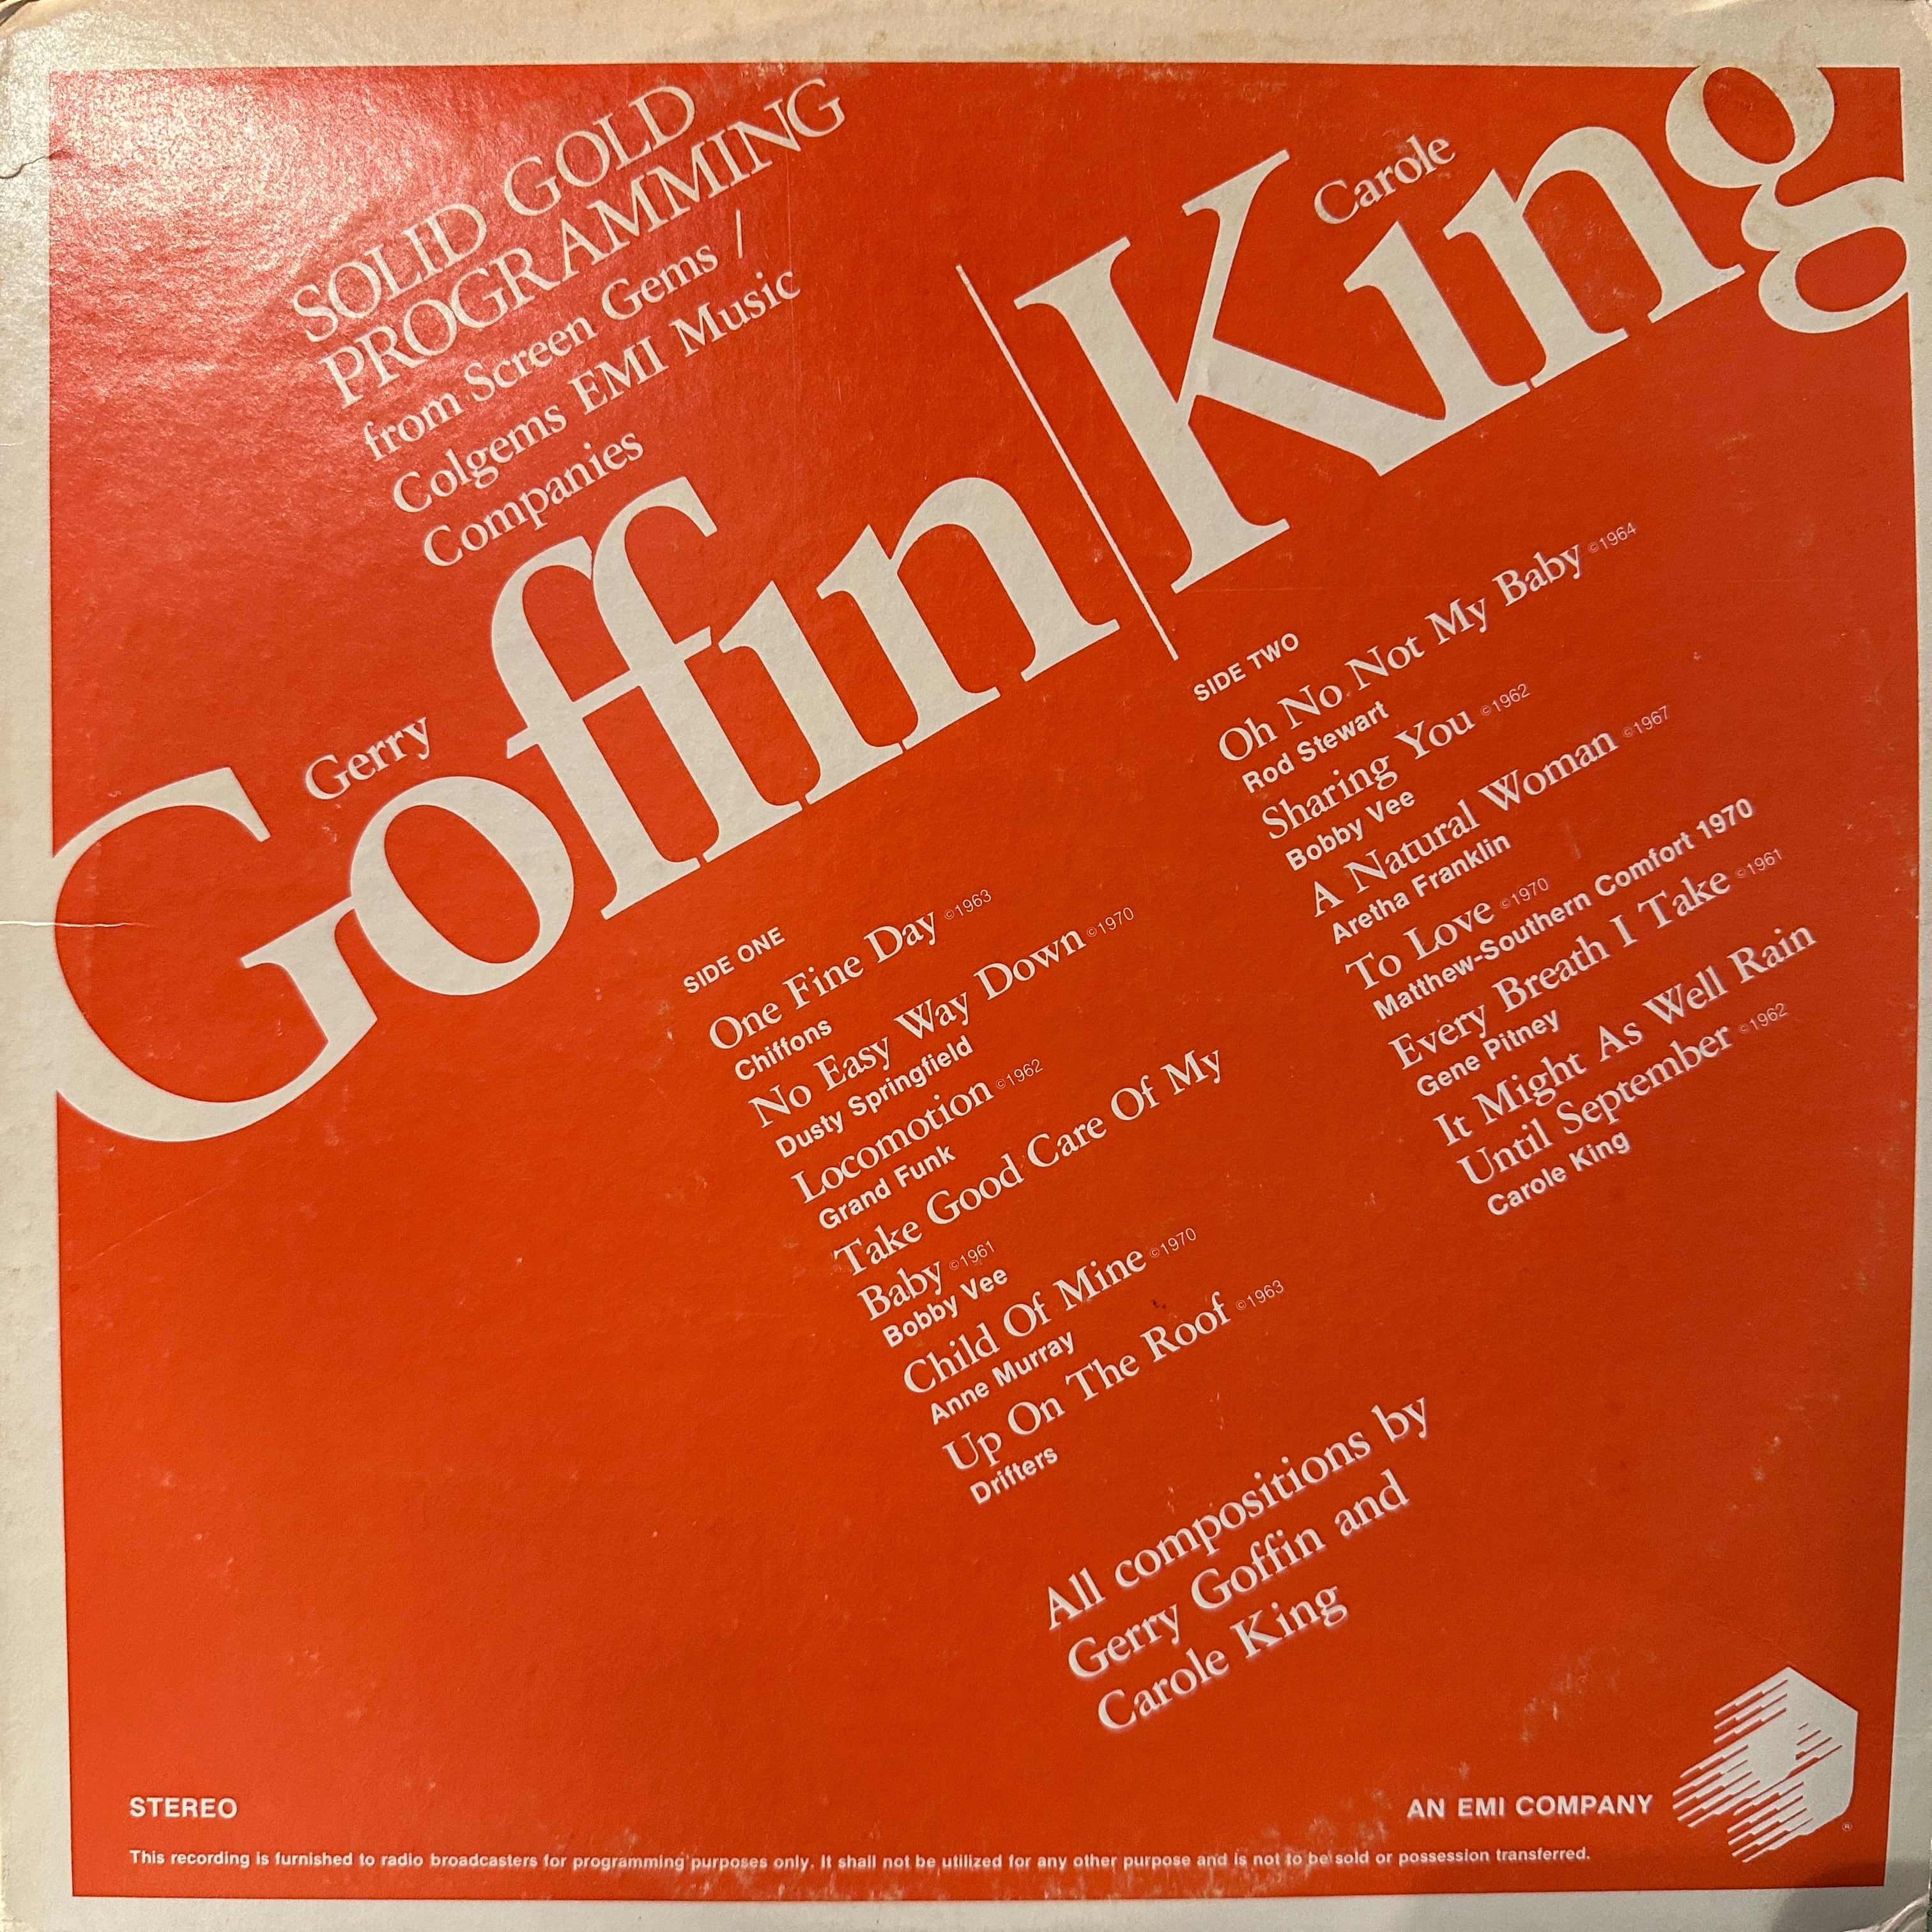 SOLID GOLD
PROGRAMMING
from Screen Gems /
Colgems EMI Music
Companies
Gerry
Goffin
Carole
King
SIDE ONE
One Fine Day ©1963
Chiffons
No Easy Way Down ©1970
Dusty Springfield
Locomotion ©1962
Grand Funk
Take Good Care Of My
Baby ©1961
Bobby Vee
Child Of Mine ©1970
Anne Murray
Up On The Roof ©1963
Drifters
SIDE TWO
Oh No Not My Baby ©1964
Rod Stewart
Sharing You ©1962
Bobby Vee
A Natural Woman ©1967
Aretha Franklin
To Love ©1970
Matthew-Southern Comfort 1970
Every Breath I Take ©1961
Gene Pitney
It Might As Well Rain
Until September ©1962
Carole King
All compositions by
Gerry Goffin and
Carole King
STEREO
AN EMI COMPANY
®
This recording is furnished to radio broadcasters for programming purposes only. It shall not be utilized for any other purpose and is not to be sold or possession transferred.